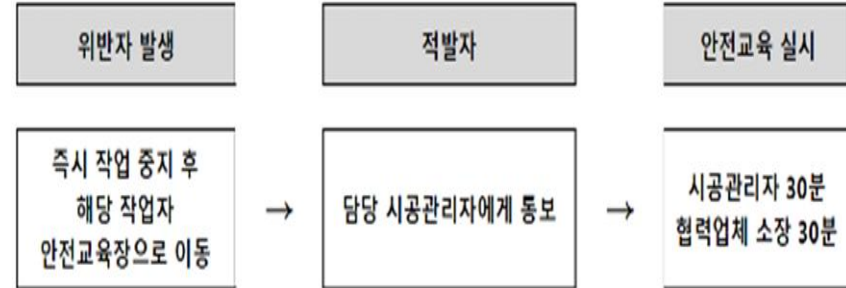 위반자 발생
적발자
안전교육 실시
즉시 작업 중지 후
해당 작업자
안전교육장으로 이동
→
담당 시공관리자에게 통보
→
시공관리자 30분
협력업체 소장 30분